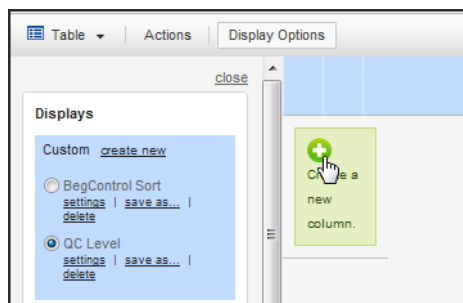 Table Actions Display Options
close
Displays
Custom create new
BegControl Sort
settings | save as... |
delete
QC Level
settings | save as... |
delete
a
new
column.